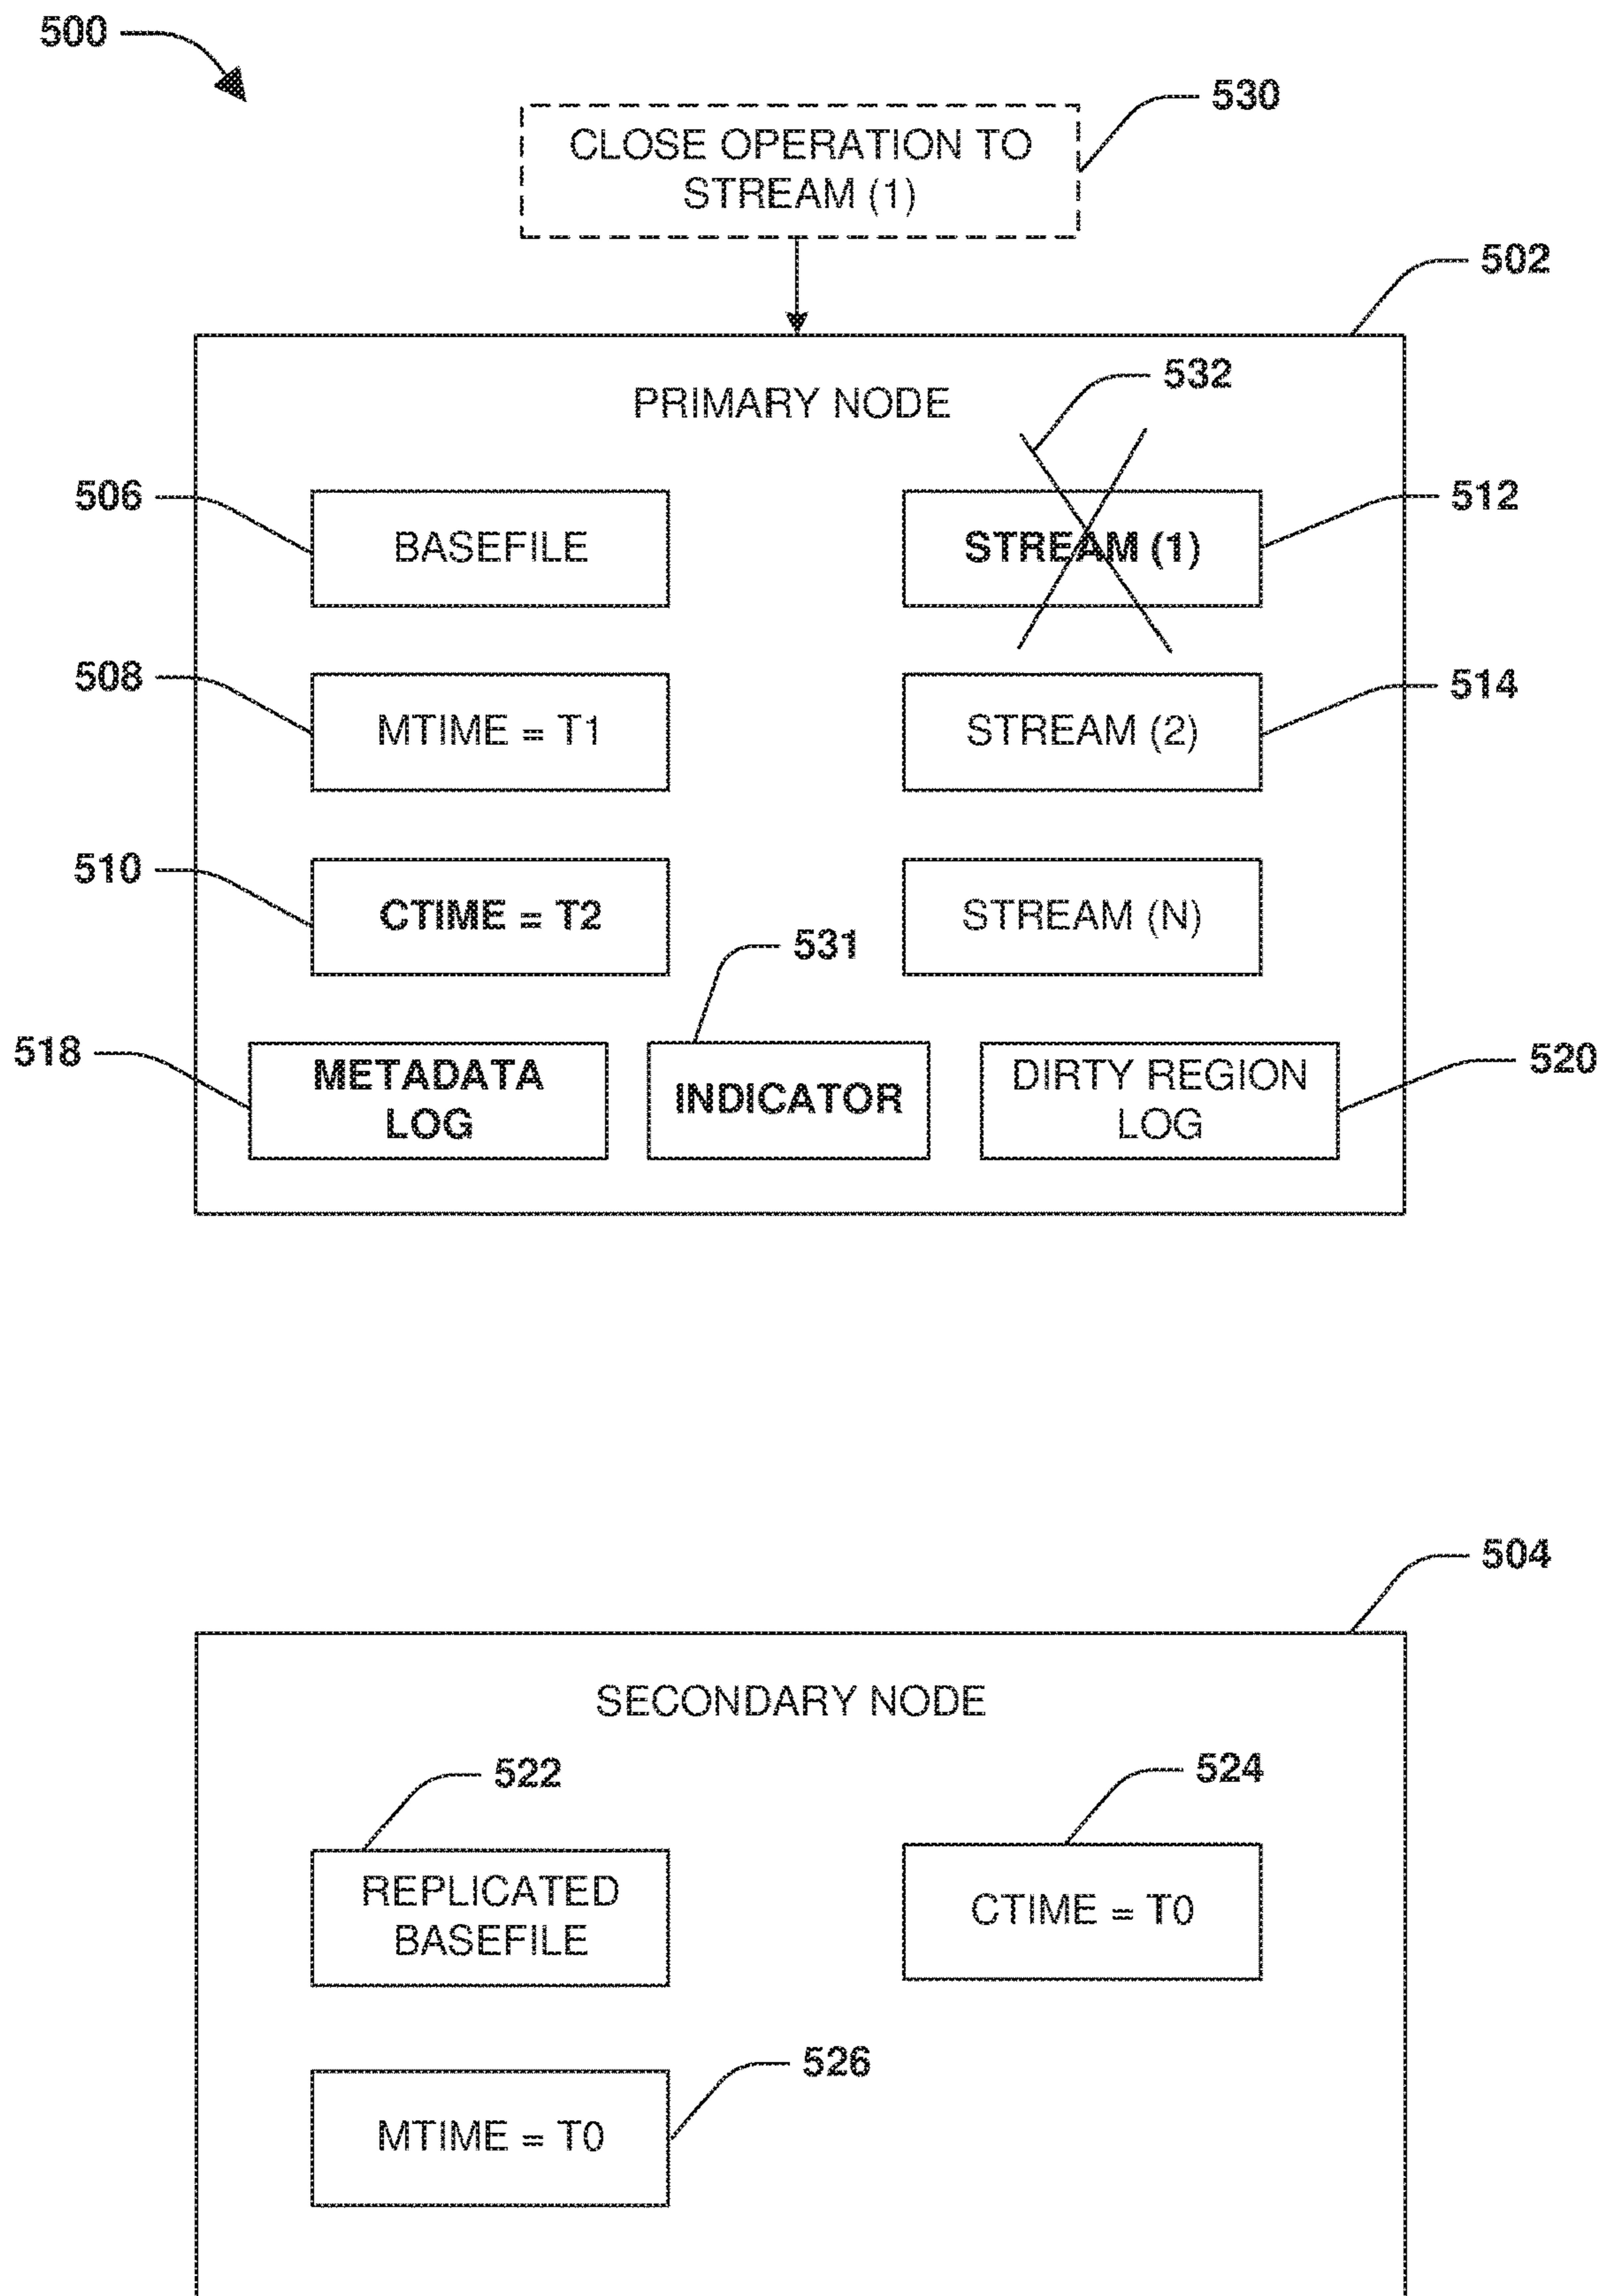 500
530
CLOSE OPERATION TO
STREAM (1)
502
532
PRIMARY NODE
506
BASEFILE
STREAM (1)
512
508
MTIME = T1
STREAM (2)
514
510
CTIME = T2
STREAM (N)
531
518
METADATA
LOG
INDICATOR
DIRTY REGION
LOG
520
504
SECONDARY NODE
522
524
REPLICATED
BASEFILE
CTIME = T0
526
MTIME = T0